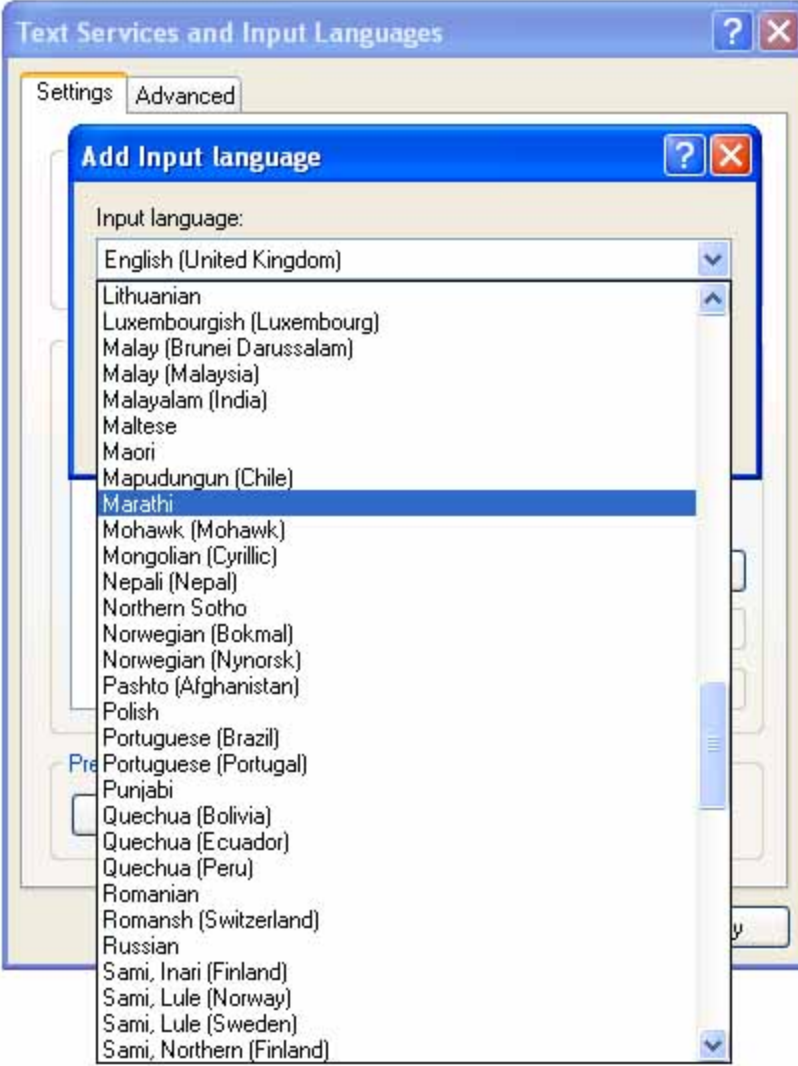 Text Services and Input Languages
Settings
Advanced
Add Input language
Input language:
English (United Kingdom)
Lithuanian
Luxembourgish (Luxembourg)
Malay (Brunei Darussalam)
Malay (Malaysia)
Malayalam (India)
Maltese
Maori
Mapudungun (Chile)
Marathi
Mohawk (Mohawk)
Mongolian (Cyrillic)
Nepali (Nepal)
Northern Sotho
Norwegian (Bokmal)
Norwegian (Nynorsk)
Pashto (Afghanistan)
Polish
Portuguese (Brazil)
Portuguese (Portugal)
Punjabi
Quechua (Bolivia)
Quechua (Ecuador)
Quechua (Peru)
Romanian
Romansh (Switzerland)
Russian
Sami, Inari (Finland)
Sami, Lule (Norway)
Sami, Lule (Sweden)
Sami, Northern (Finland)